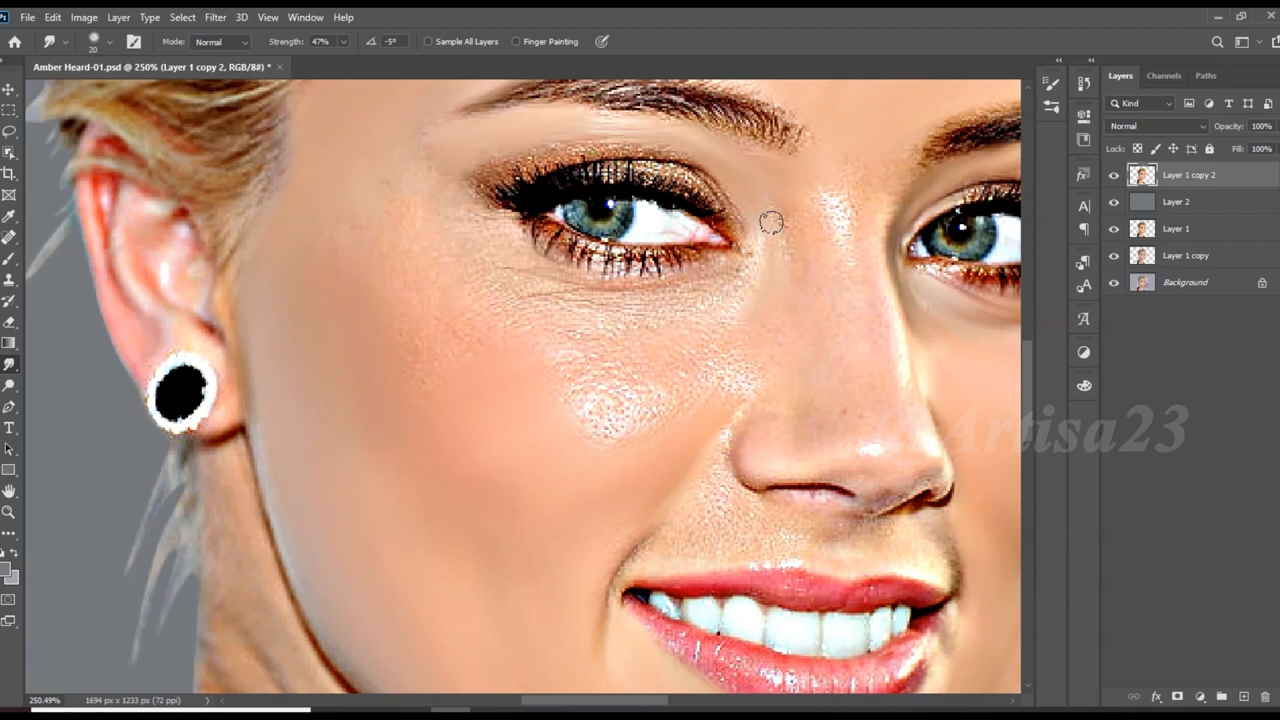 Ps File Edit Image Layer Type Select Filter 3D View Window Help
20 Mode: Normal Strength: 47% -5° Sample All Layers Finger Painting
Amber Heard-01.psd @ 250% (Layer 1 copy 2, RGB/8#) * ×
Layers Channels Paths
Kind
Normal Opacity: 100%
Lock: Fill: 100%
Layer 1 copy 2
Layer 2
Layer 1
Layer 1 copy
Background
Artisa23
250.49% 1694 px x 1233 px (72 ppi)